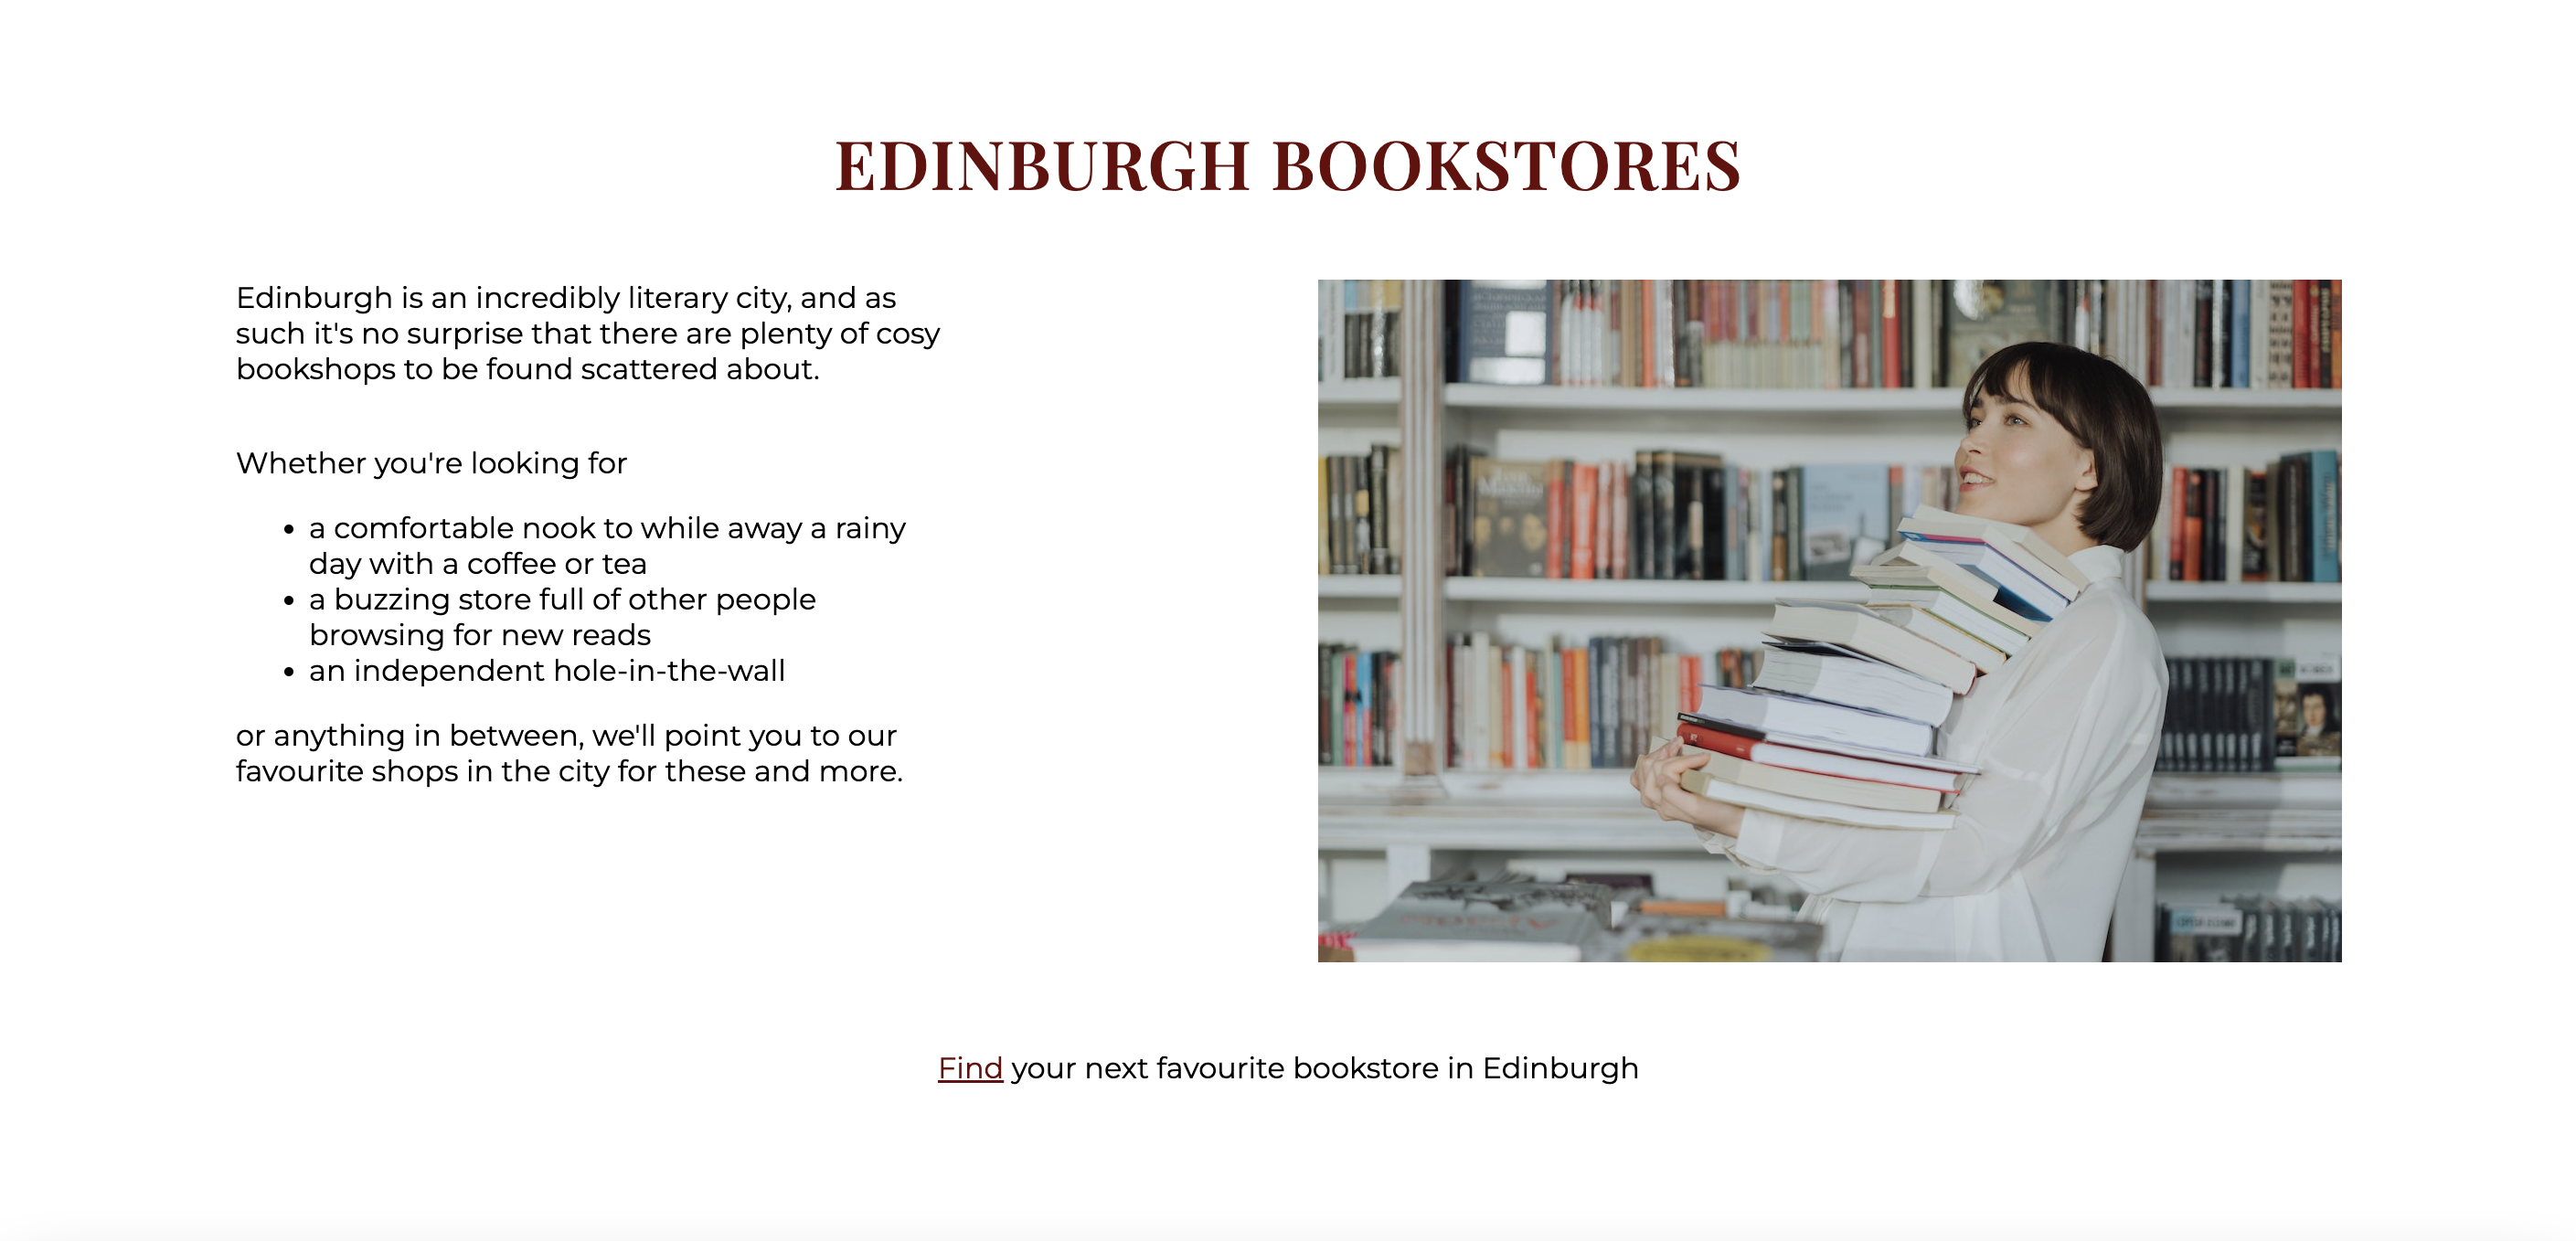 EDINBURGH BOOKSTORES
Edinburgh is an incredibly literary city, and as
such it's no surprise that there are plenty of cosy
bookshops to be found scattered about.
Whether you're looking for
• a comfortable nook to while away a rainy
day with a coffee or tea
• a buzzing store full of other people
browsing for new reads
• an independent hole-in-the-wall
or anything in between, we'll point you to our
favourite shops in the city for these and more.
Find your next favourite bookstore in Edinburgh